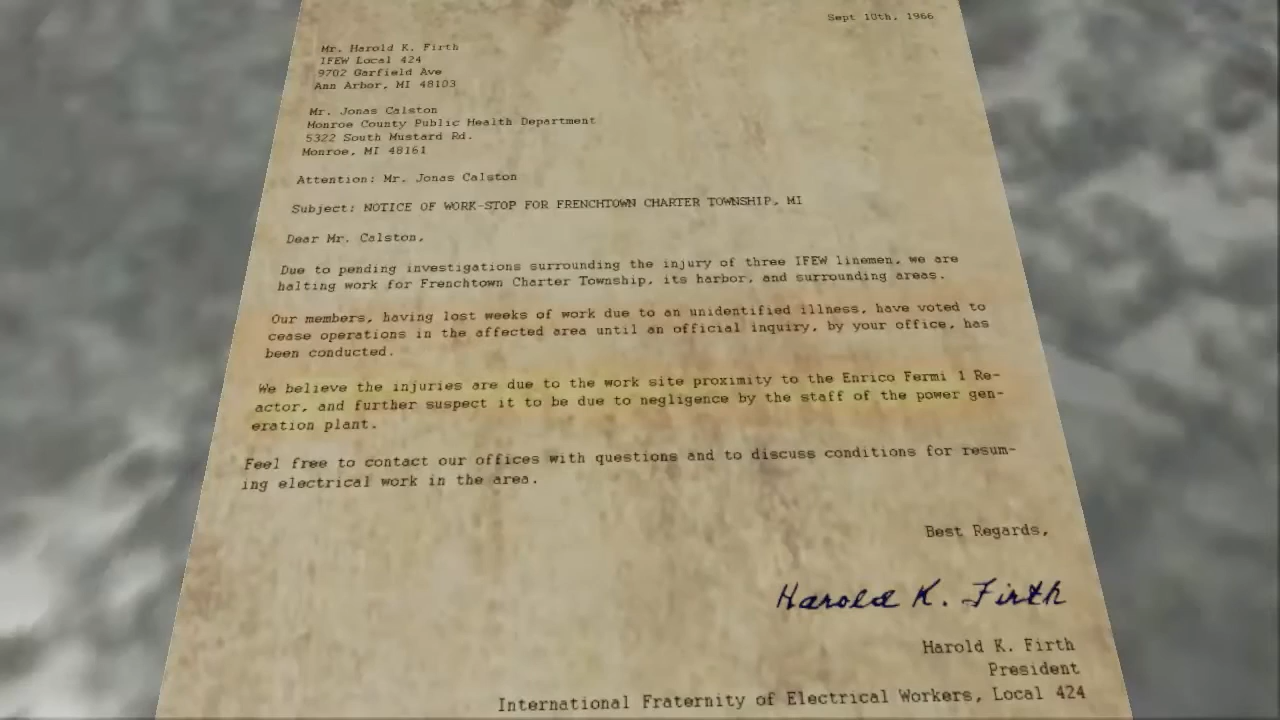 Sept 10th, 1966
Mr. Harold K. Firth
IFEW Local 424
9702 Garfield Ave
Ann Arbor, MI 48103
Mr. Jonas Calston
Monroe County Public Health Department
5322 South Mustard Rd.
Monroe, MI 48161
Attention: Mr. Jonas Calston
Subject: NOTICE OF WORK-STOP FOR FRENCHTOWN CHARTER TOWNSHIP, MI
Dear Mr. Calston,
Due to pending investigations surrounding the injury of three IFEW linemen, we are
halting work for Frenchtown Charter Township, its harbor, and surrounding areas.
Our members, having lost weeks of work due to an unidentified illness, have voted to
cease operations in the affected area until an official inquiry, by your office, has
been conducted.
We believe the injuries are due to the work site proximity to the Enrico Fermi 1 Re-
actor, and further suspect it to be due to negligence by the staff of the power gen-
eration plant.
Feel free to contact our offices with questions and to discuss conditions for resum-
ing electrical work in the area.
Best Regards,
Harold K. Firth
Harold K. Firth
President
International Fraternity of Electrical Workers, Local 424